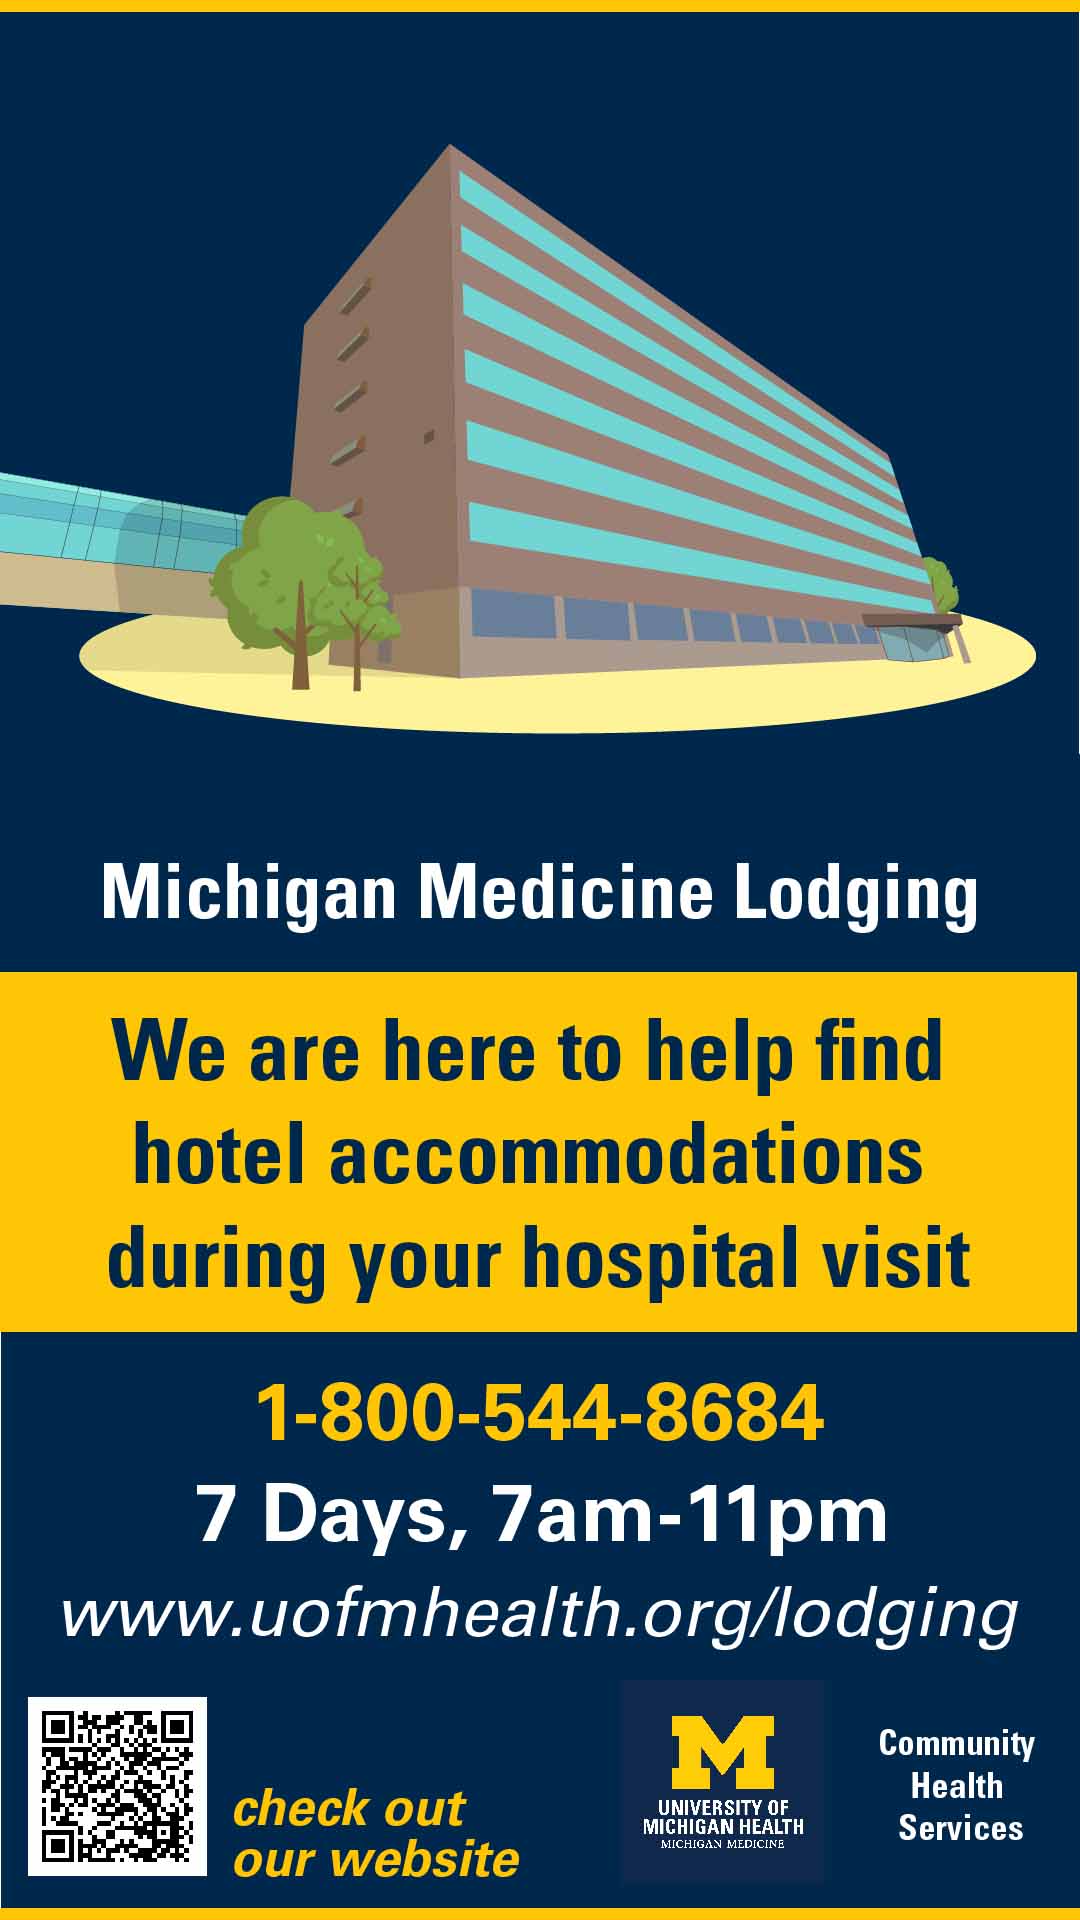 Michigan Medicine Lodging
We are here to help find
hotel accommodations
during your hospital visit
1-800-544-8684
7 Days, 7am-11pm
www.uofmhealth.org/lodging
check out
our website
M
UNIVERSITY OF
MICHIGAN HEALTH
MICHIGAN MEDICINE
Community
Health
Services